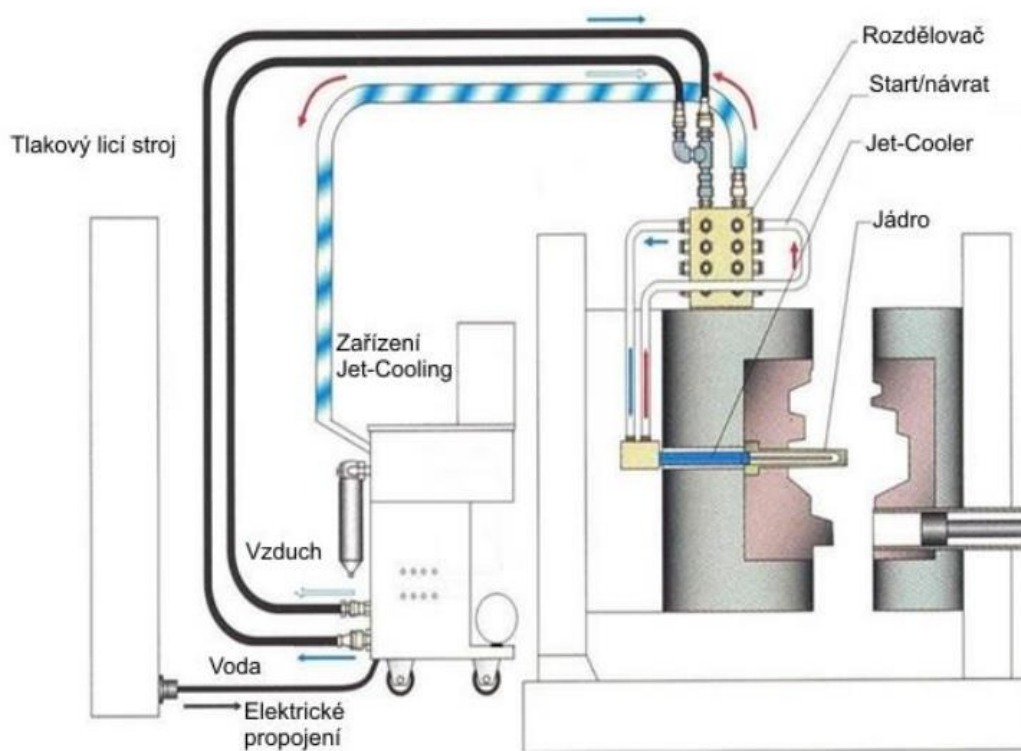 Rozdělovač
Start/návrat
Tlakový licí stroj
Jet-Cooler
Jádro
Zařízení
Jet-Cooling
Vzduch
Voda
Elektrické
propojení